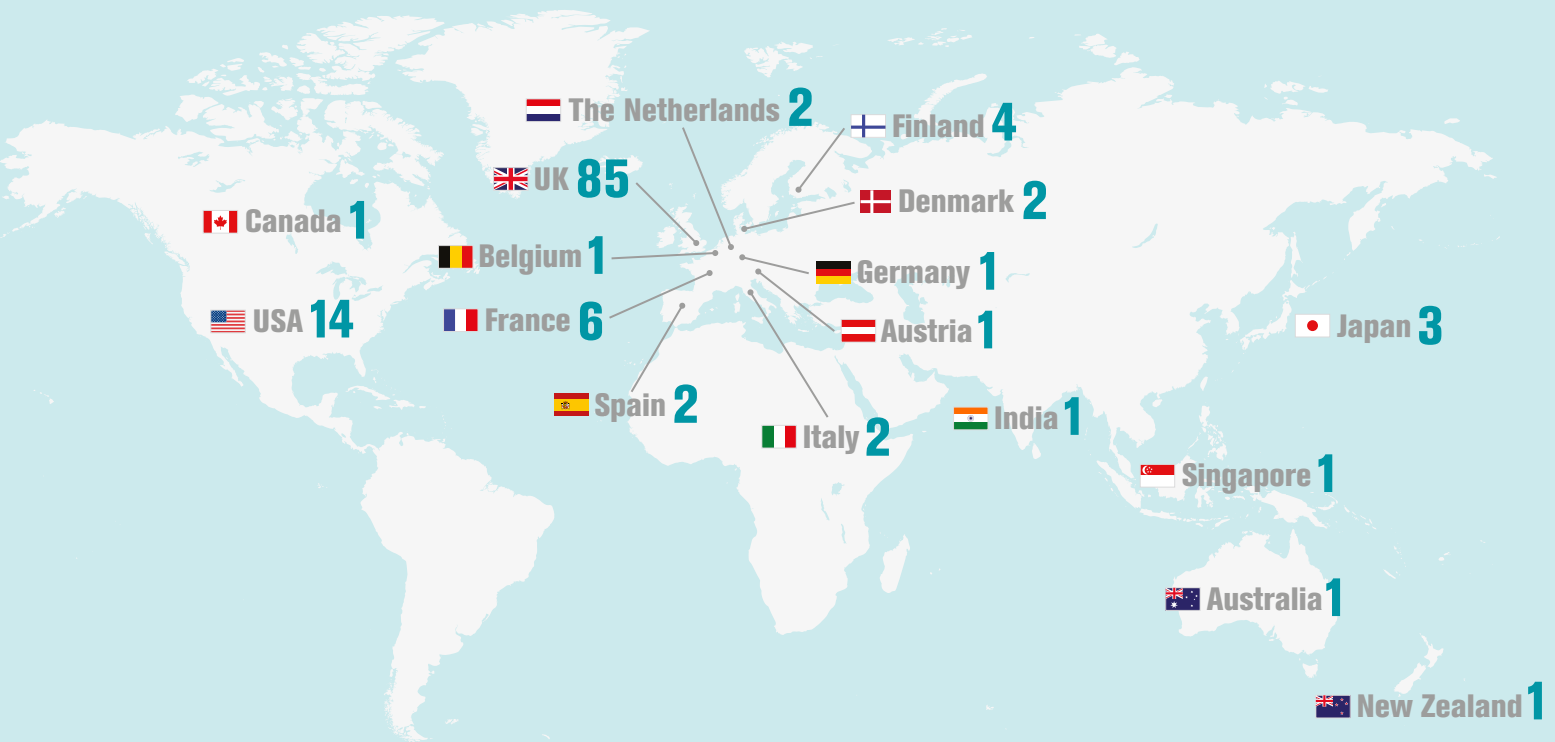 The Netherlands 2
Finland 4
UK 85
Denmark 2
Canada 1
Belgium 1
Germany 1
USA 14
France 6
Austria 1
Japan 3
Spain 2
India 1
Italy 2
Singapore 1
Australia 1
New Zealand 1